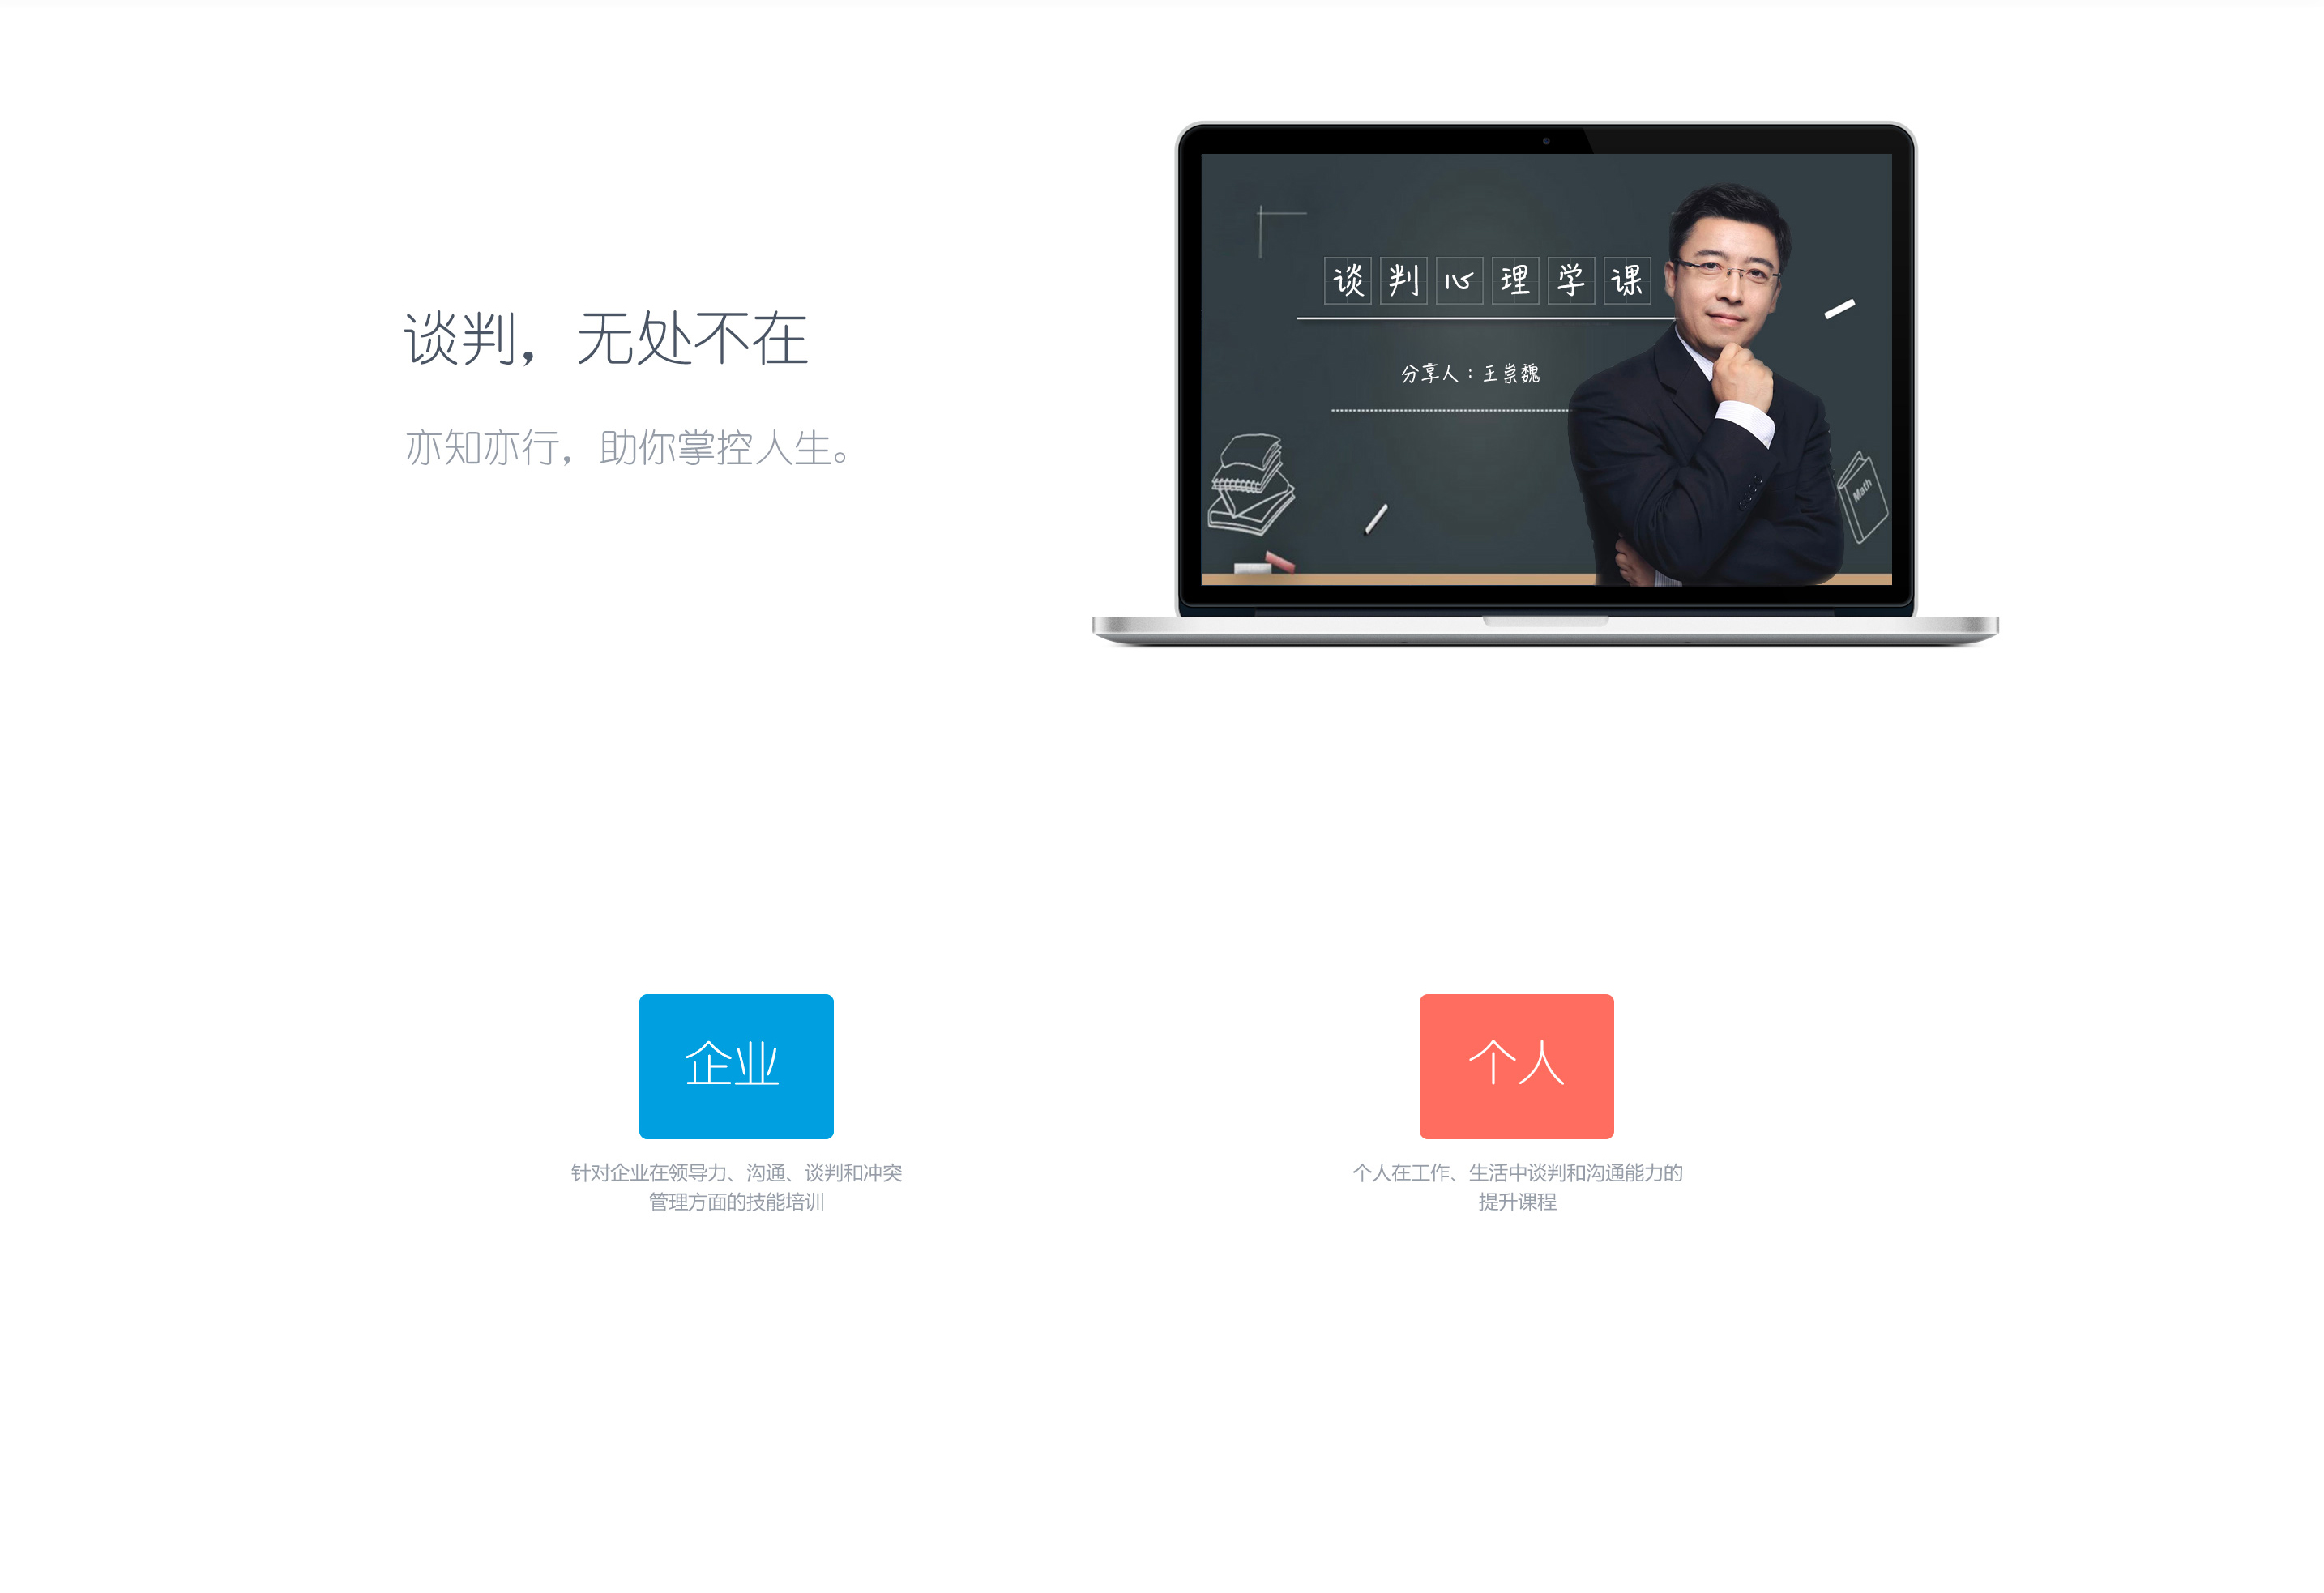 谈判，无处不在
亦知亦行，助你掌控人生。
谈判心理学课
分享人：王崇巍
Math
企业
针对企业在领导力、沟通、谈判和冲突
管理方面的技能培训
个人
个人在工作、生活中谈判和沟通能力的
提升课程